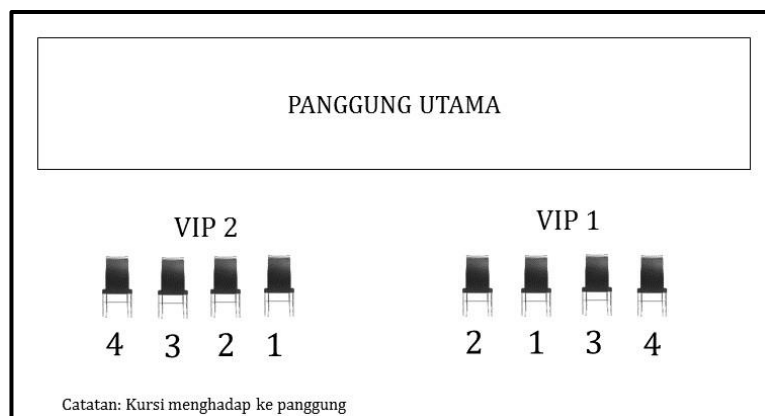 PANGGUNG UTAMA
VIP 2
VIP 1
4 3 2 1
2 1 3 4
Catatan: Kursi menghadap ke panggung